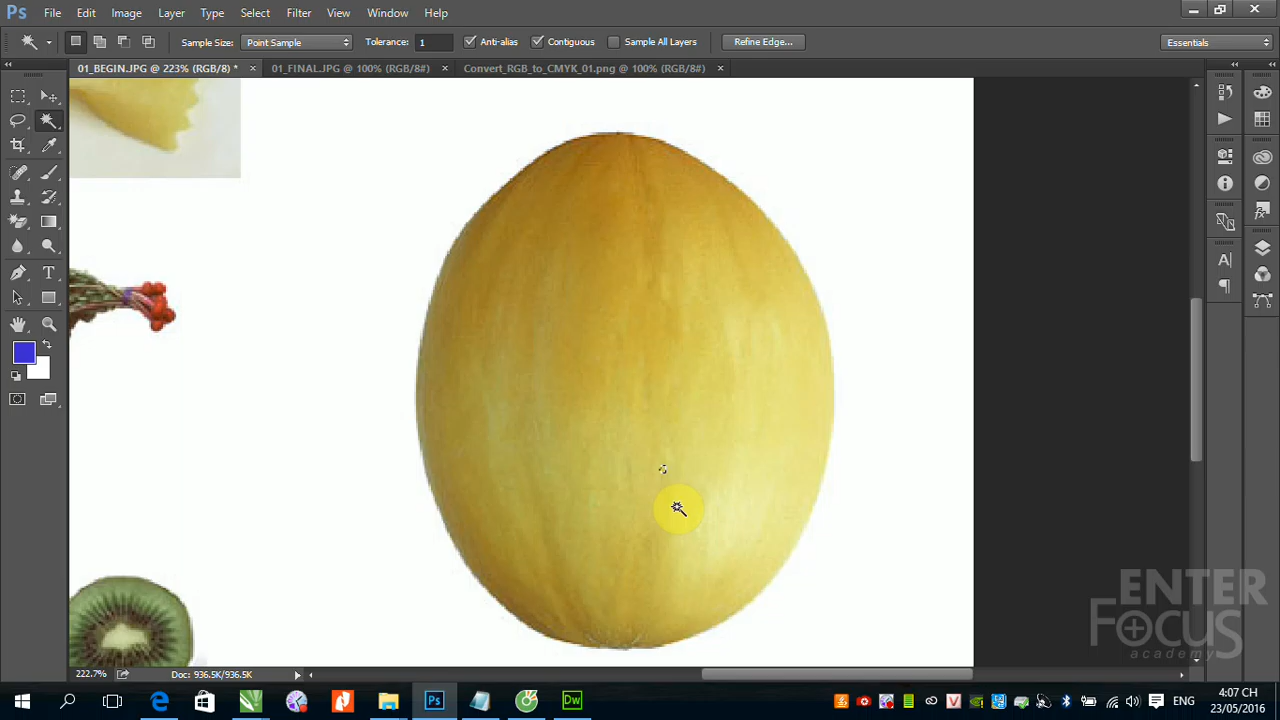 Ps File Edit Image Layer Type Select Filter View Window Help
Sample Size: Point Sample Tolerance: 1 Anti-alias Contiguous Sample All Layers Refine Edge... Essentials
01_BEGIN.JPG @ 223% (RGB/8) * × 01_FINAL.JPG @ 100% (RGB/8#) × Convert_RGB_to_CMYK_01.png @ 100% (RGB/8#) ×
ENTER
FOCUS
academy
222.7% Doc: 936.5K/936.5K
Ps Dw ENG 4:07 CH
23/05/2016